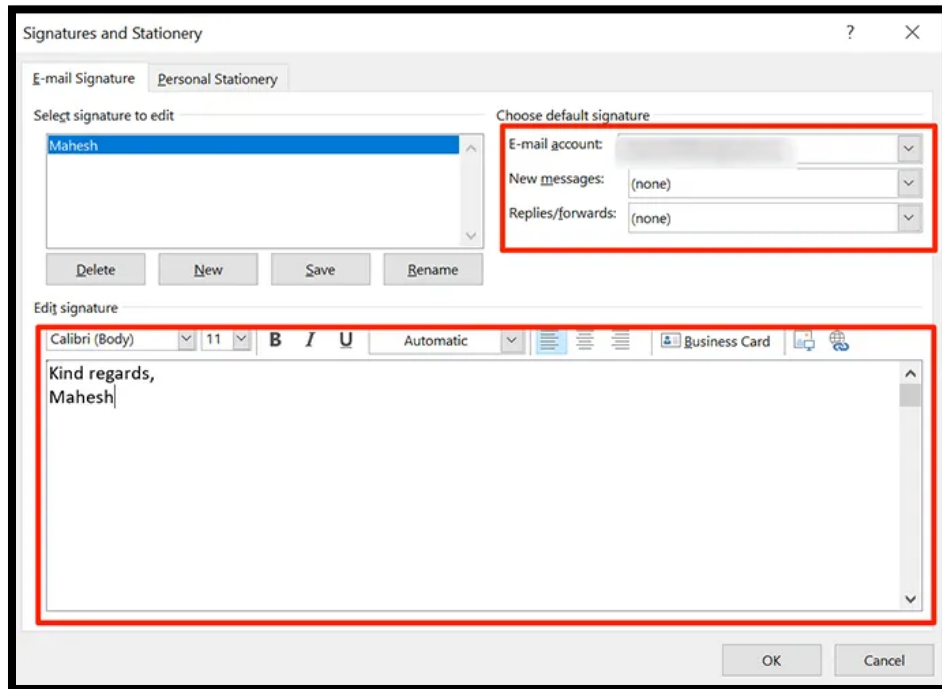 Signatures and Stationery ?
E-mail Signature Personal Stationery
Select signature to edit
Mahesh
Delete New Save Rename
Choose default signature
E-mail account:
New messages: (none)
Replies/forwards: (none)
Edit signature
Calibri (Body) 11 B I U Automatic Business Card
Kind regards,
Mahesh
OK Cancel